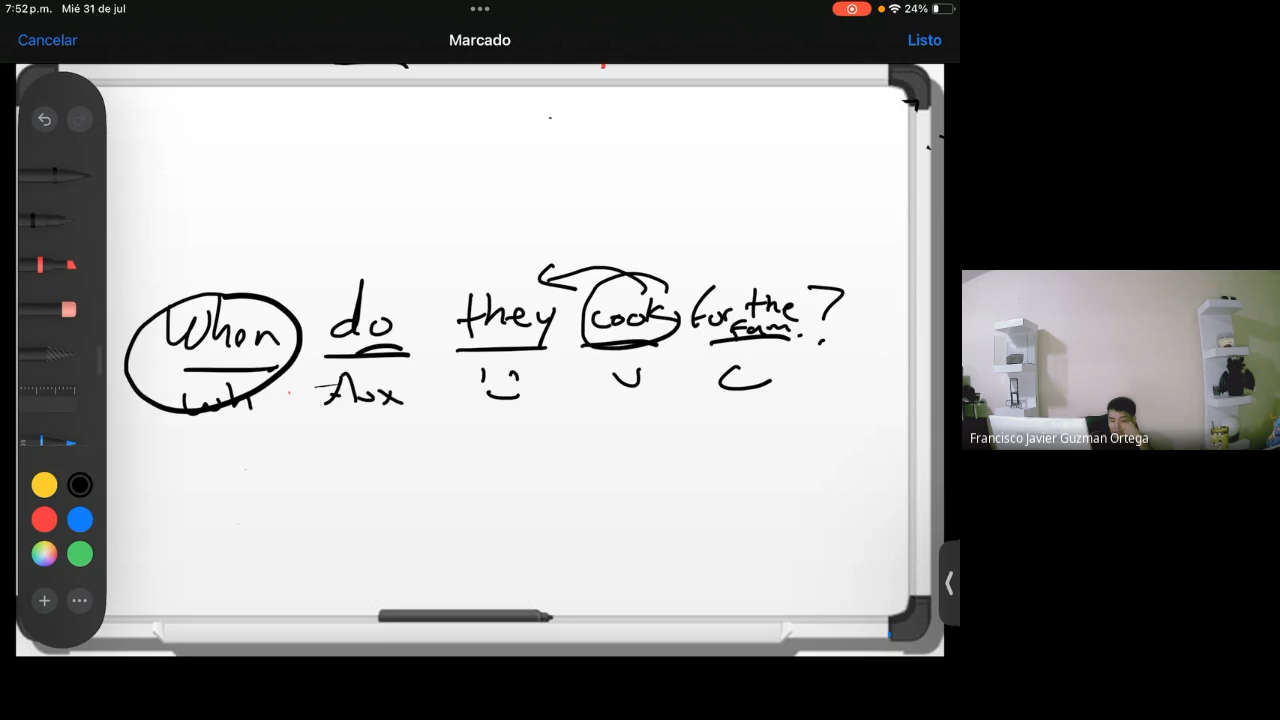 7:52 p.m. Mié 31 de jul
24%
Cancelar
Marcado
Listo
When do they cook for the fam. ?
Wh Aux V C
Francisco Javier Guzman Ortega